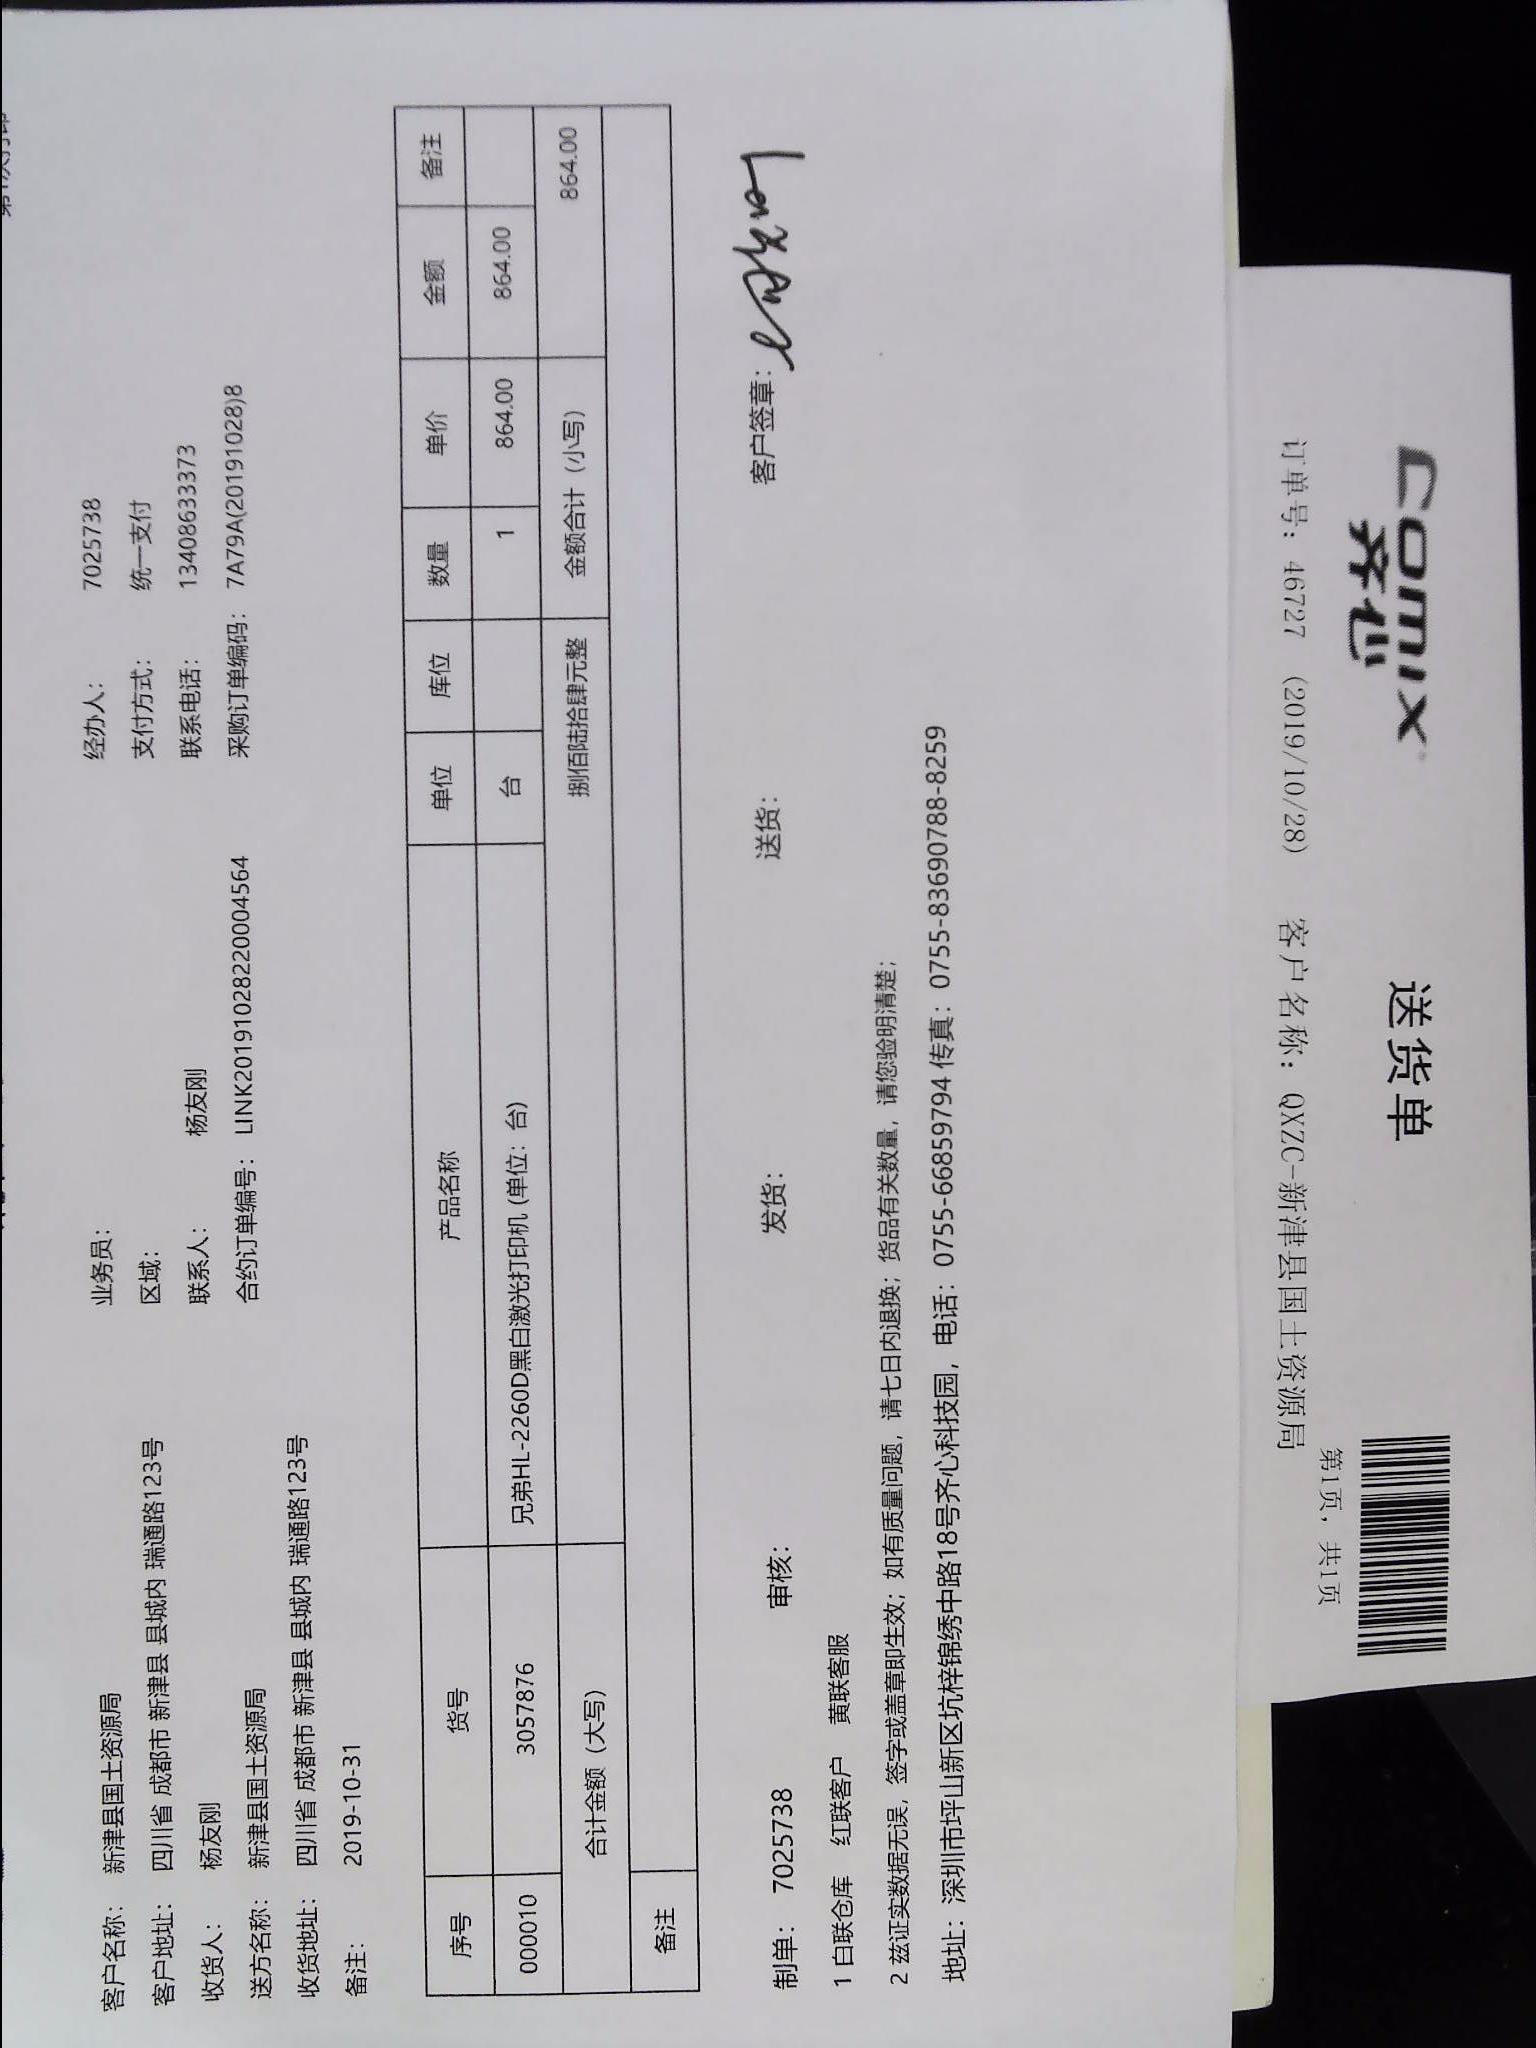 客户名称： 新津县国土资源局 业务员： 经办人： 7025738
客户地址： 四川省 成都市 新津县 县城内 瑞通路123号 区域： 支付方式： 统一支付
收货人： 杨友刚 联系人： 杨友刚 联系电话： 13408633373
送方名称： 新津县国土资源局 合约订单编号： LINK20191028220004564 采购订单编码： 7A79A(20191028)8
收货地址： 四川省 成都市 新津县 县城内 瑞通路123号
备注： 2019-10-31
序号 货号 产品名称 单位 库位 数量 单价 金额 备注
000010 3057876 兄弟HL-2260D黑白激光打印机 (单位：台) 台 1 864.00 864.00
合计金额（大写） 捌佰陆拾肆元整 金额合计（小写） 864.00
备注
制单： 7025738 审核： 发货： 送货： 客户签章：
1 白联仓库 红联客户 黄联客服
2 兹证实数据无误，签字或盖章即生效；如有质量问题，请七日内退换；货品有关数量，请您验明清楚；
地址：深圳市坪山新区坑梓锦绣中路18号齐心科技园，电话：0755-66859794 传真：0755-83690788-8259
comix
齐心
送货单
订单号：46727 （2019/10/28） 客户名称：QXZC-新津县国土资源局
第1页，共1页